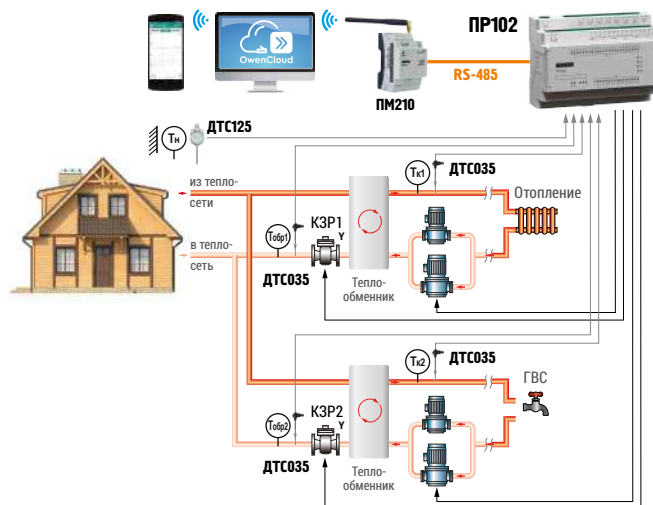 ПР102
OwenCloud
ПМ210
RS-485
Тн
ДТС125
ДТС035
Тк1
Отопление
из тепло-
сети
КЗР1
Y
Тобр1
в тепло-
сеть
ДТС035
Тепло-
обменник
Тк2
ДТС035
ГВС
КЗР2
Y
Тобр2
ДТС035
Тепло-
обменник